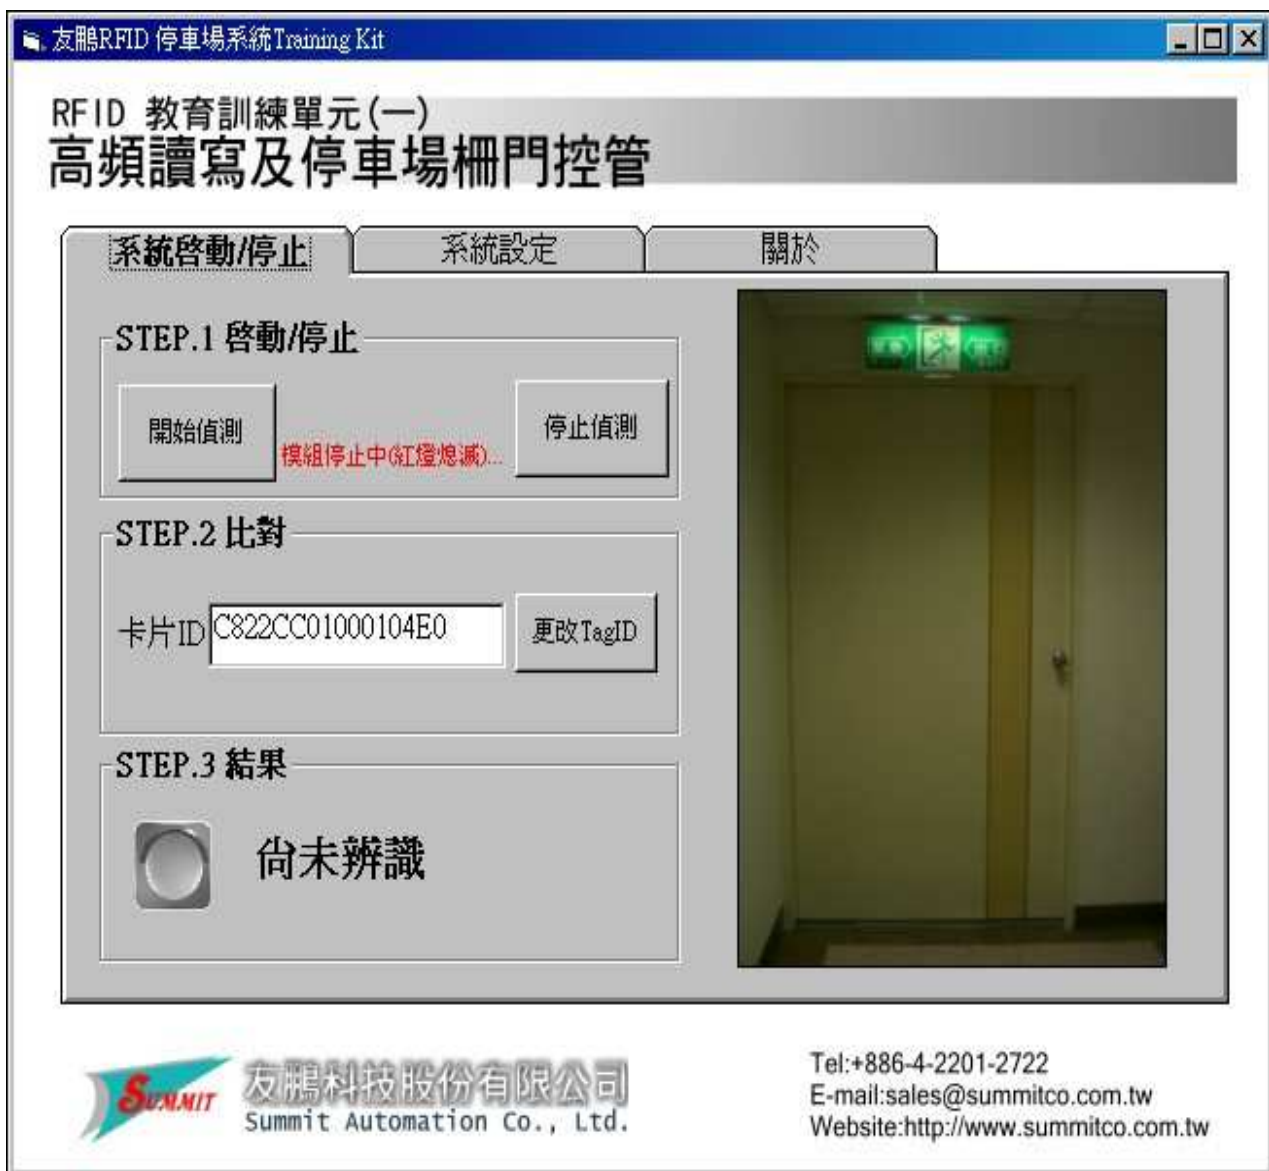 友鵬RFID 停車場系統Training Kit
RFID 教育訓練單元(一)
高頻讀寫及停車場柵門控管
系統啓動/停止
系統設定
關於
STEP.1 啓動/停止
開始偵測
模組停止中(紅燈熄滅)...
停止偵測
STEP.2 比對
卡片ID
C822CC01000104E0
更改TagID
STEP.3 結果
尚未辨識
SUMMIT
友鵬科技股份有限公司
Summit Automation Co., Ltd.
Tel:+886-4-2201-2722
E-mail:sales@summitco.com.tw
Website:http://www.summitco.com.tw